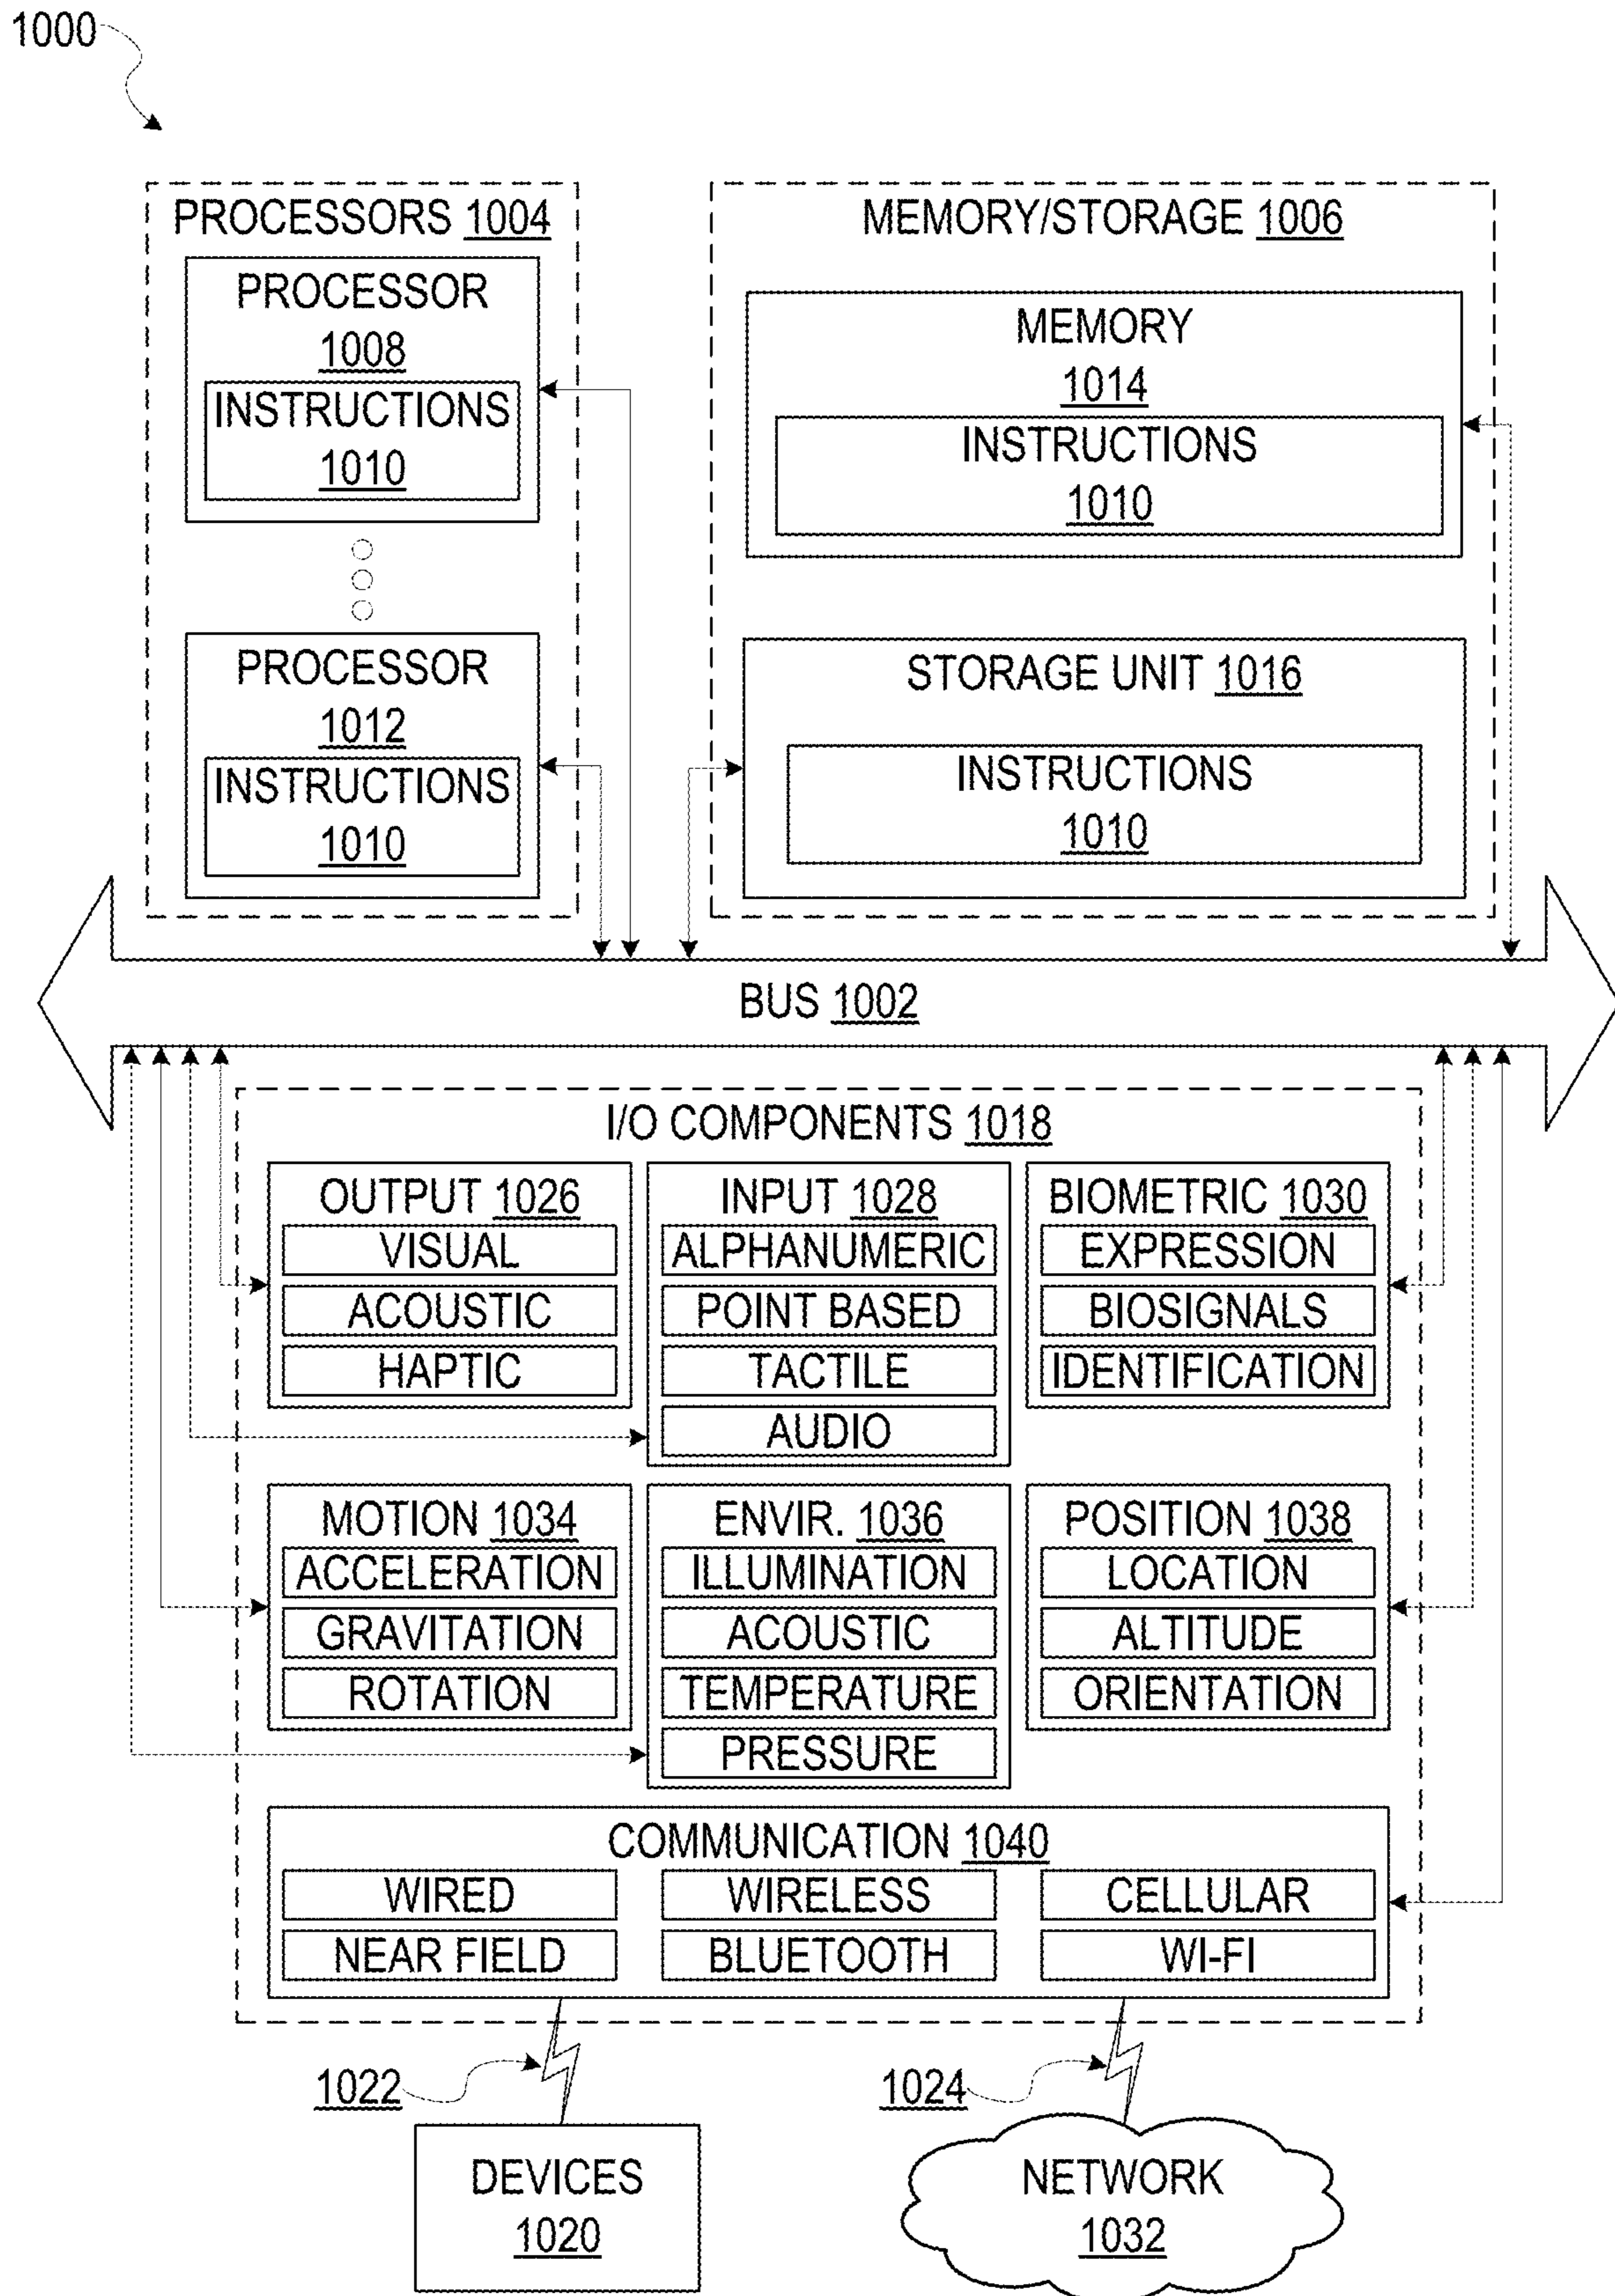 1000
PROCESSORS 1004
PROCESSOR
1008
INSTRUCTIONS
1010
PROCESSOR
1012
INSTRUCTIONS
1010
MEMORY/STORAGE 1006
MEMORY
1014
INSTRUCTIONS
1010
STORAGE UNIT 1016
INSTRUCTIONS
1010
BUS 1002
I/O COMPONENTS 1018
OUTPUT 1026
VISUAL
ACOUSTIC
HAPTIC
INPUT 1028
ALPHANUMERIC
POINT BASED
TACTILE
AUDIO
BIOMETRIC 1030
EXPRESSION
BIOSIGNALS
IDENTIFICATION
MOTION 1034
ACCELERATION
GRAVITATION
ROTATION
ENVIR. 1036
ILLUMINATION
ACOUSTIC
TEMPERATURE
PRESSURE
POSITION 1038
LOCATION
ALTITUDE
ORIENTATION
COMMUNICATION 1040
WIRED
WIRELESS
CELLULAR
NEAR FIELD
BLUETOOTH
WI-FI
1022
1024
DEVICES
1020
NETWORK
1032